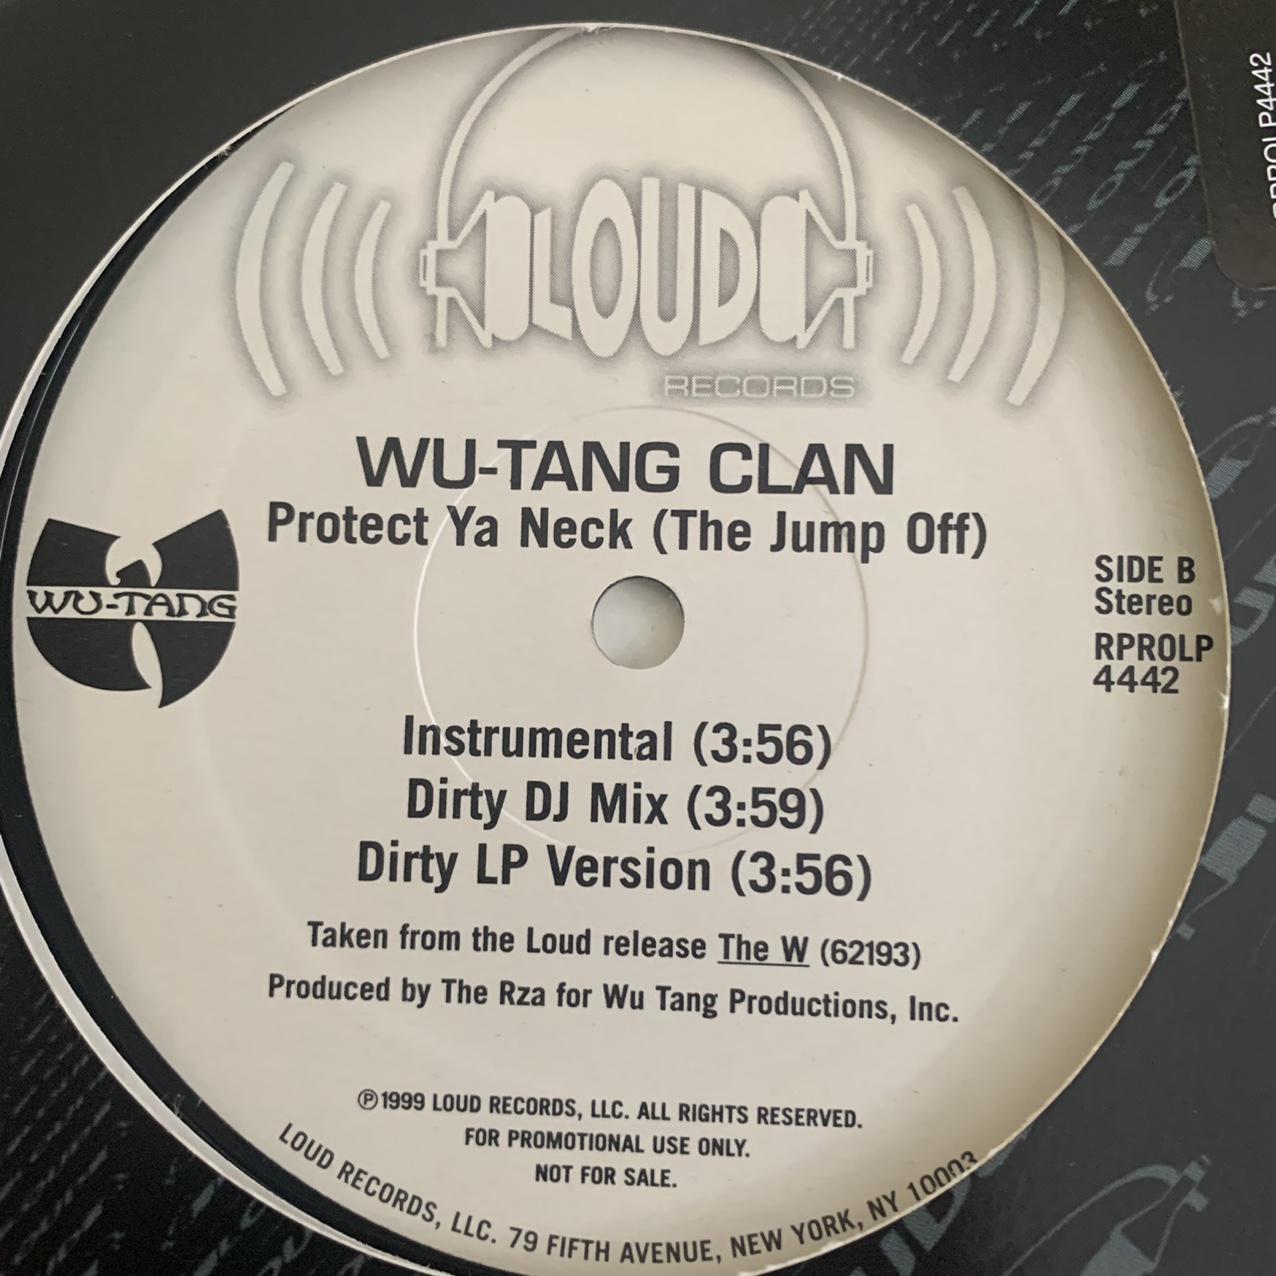 LOUD
RECORDS
WU-TANG CLAN
Protect Ya Neck (The Jump Off)
WU-TANG
SIDE B
Stereo
RPROLP
4442
Instrumental (3:56)
Dirty DJ Mix (3:59)
Dirty LP Version (3:56)
Taken from the Loud release The W (62193)
Produced by The Rza for Wu Tang Productions, Inc.
℗1999 LOUD RECORDS, LLC. ALL RIGHTS RESERVED.
FOR PROMOTIONAL USE ONLY.
NOT FOR SALE.
LOUD RECORDS, LLC. 79 FIFTH AVENUE, NEW YORK, NY 10003
RPROLP4442